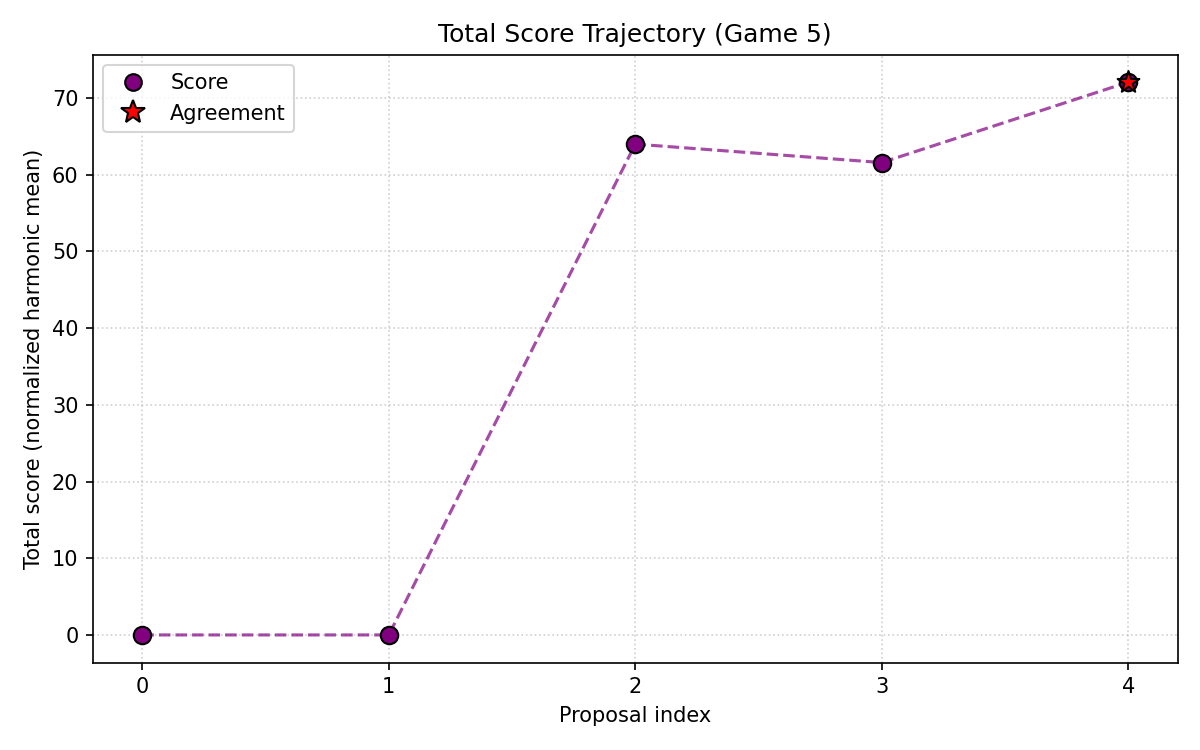 Total Score Trajectory (Game 5)
Score
Agreement
Total score (normalized harmonic mean)
70
60
50
40
30
20
10
0
0 1 2 3 4
Proposal index